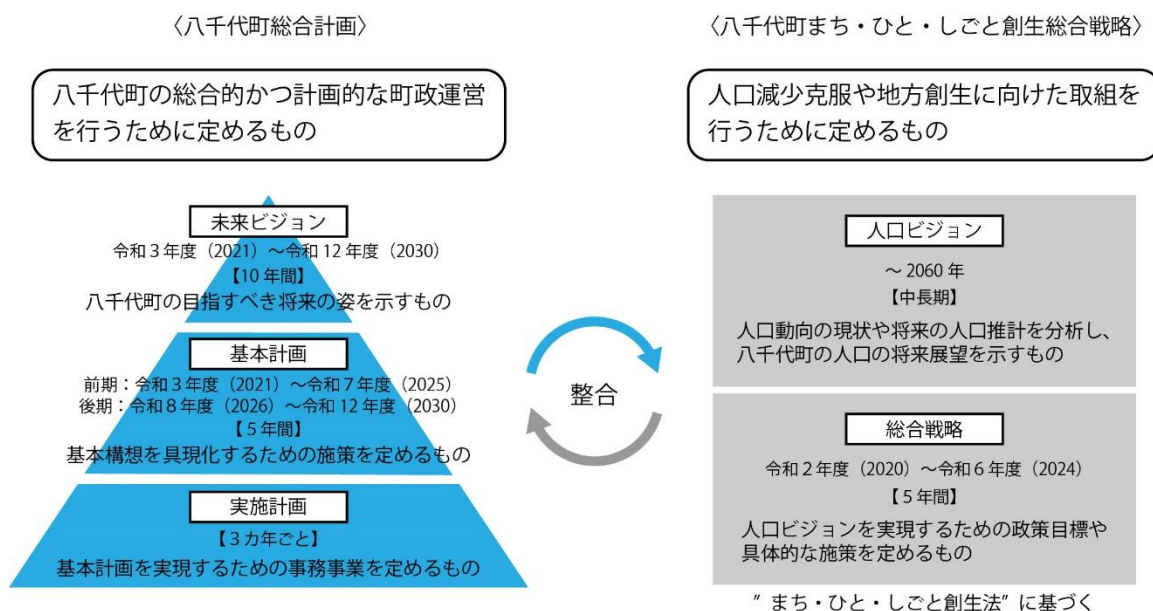 〈八千代町総合計画〉
八千代町の総合的かつ計画的な町政運営
を行うために定めるもの
未来ビジョン
令和3年度（2021）～令和12年度（2030）
【10年間】
八千代町の目指すべき将来の姿を示すもの
基本計画
前期：令和3年度（2021）～令和7年度（2025）
後期：令和8年度（2026）～令和12年度（2030）
【5年間】
基本構想を具現化するための施策を定めるもの
実施計画
【3カ年ごと】
基本計画を実現するための事務事業を定めるもの
整合
〈八千代町まち・ひと・しごと創生総合戦略〉
人口減少克服や地方創生に向けた取組を
行うために定めるもの
人口ビジョン
～2060年
【中長期】
人口動向の現状や将来の人口推計を分析し、
八千代町の人口の将来展望を示すもの
総合戦略
令和2年度（2020）～令和6年度（2024）
【5年間】
人口ビジョンを実現するための政策目標や
具体的な施策を定めるもの
”まち・ひと・しごと創生法”に基づく